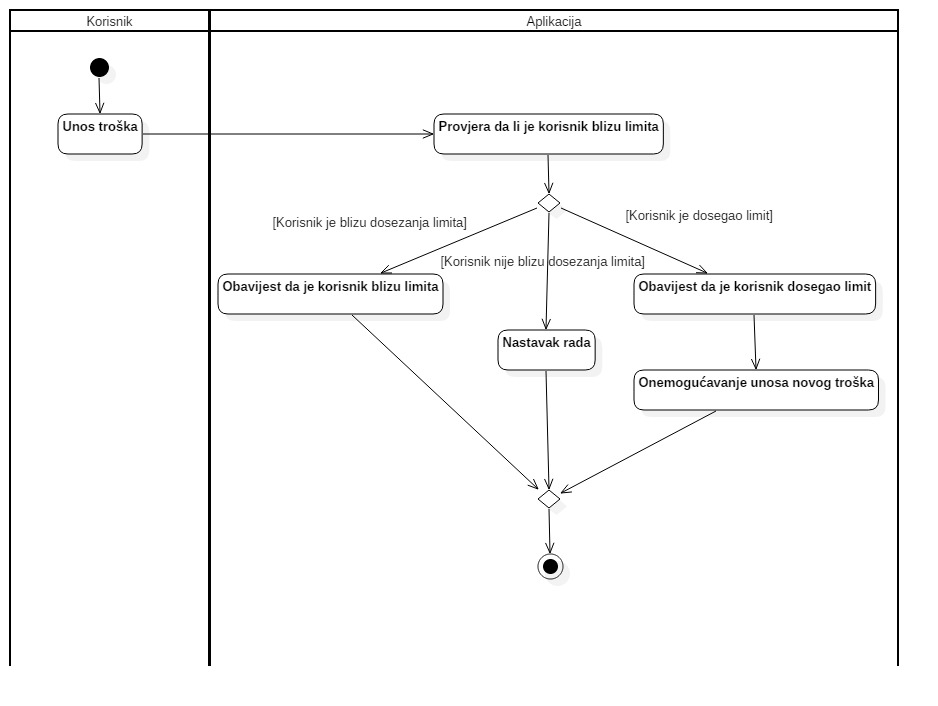 Korisnik
Aplikacija
Unos troška
Provjera da li je korisnik blizu limita
[Korisnik je blizu dosezanja limita]
[Korisnik je dosegao limit]
[Korisnik nije blizu dosezanja limita]
Obavijest da je korisnik blizu limita
Obavijest da je korisnik dosegao limit
Nastavak rada
Onemogućavanje unosa novog troška